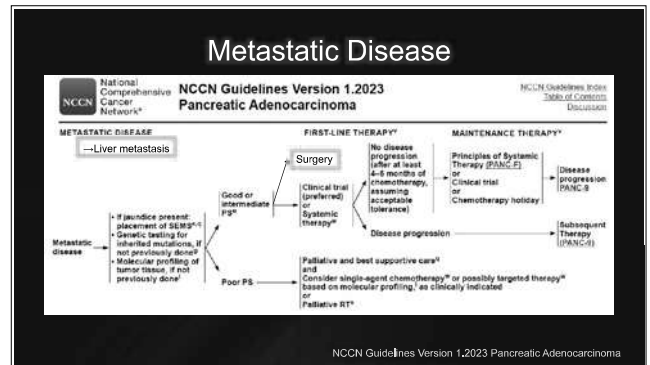 Metastatic Disease
National
Comprehensive
Cancer
Network®
NCCN
NCCN Guidelines Version 1.2023
Pancreatic Adenocarcinoma
NCCN Guidelines Index
Table of Contents
Discussion
METASTATIC DISEASE
FIRST-LINE THERAPY
MAINTENANCE THERAPY
→Liver metastasis
Surgery
Metastatic
disease
• If jaundice present:
placement of SEMS
• Genetic testing for
inherited mutations, if
not previously done
• Molecular profiling of
tumor tissue, if not
previously done
Good or
intermediate
PS
Clinical trial
(preferred)
or
Systemic
therapy
No disease
progression
(after at least
4–6 months of
chemotherapy,
assuming
acceptable
tolerance)
Principles of Systemic
Therapy (PANC-F)
or
Clinical trial
or
Chemotherapy holiday
Disease
progression
PANC-9
Disease progression
Subsequent
Therapy
(PANC-9)
Poor PS
Palliative and best supportive care
and
Consider single-agent chemotherapy or possibly targeted therapy
based on molecular profiling, as clinically indicated
or
Palliative RT
NCCN Guidelines Version 1.2023 Pancreatic Adenocarcinoma